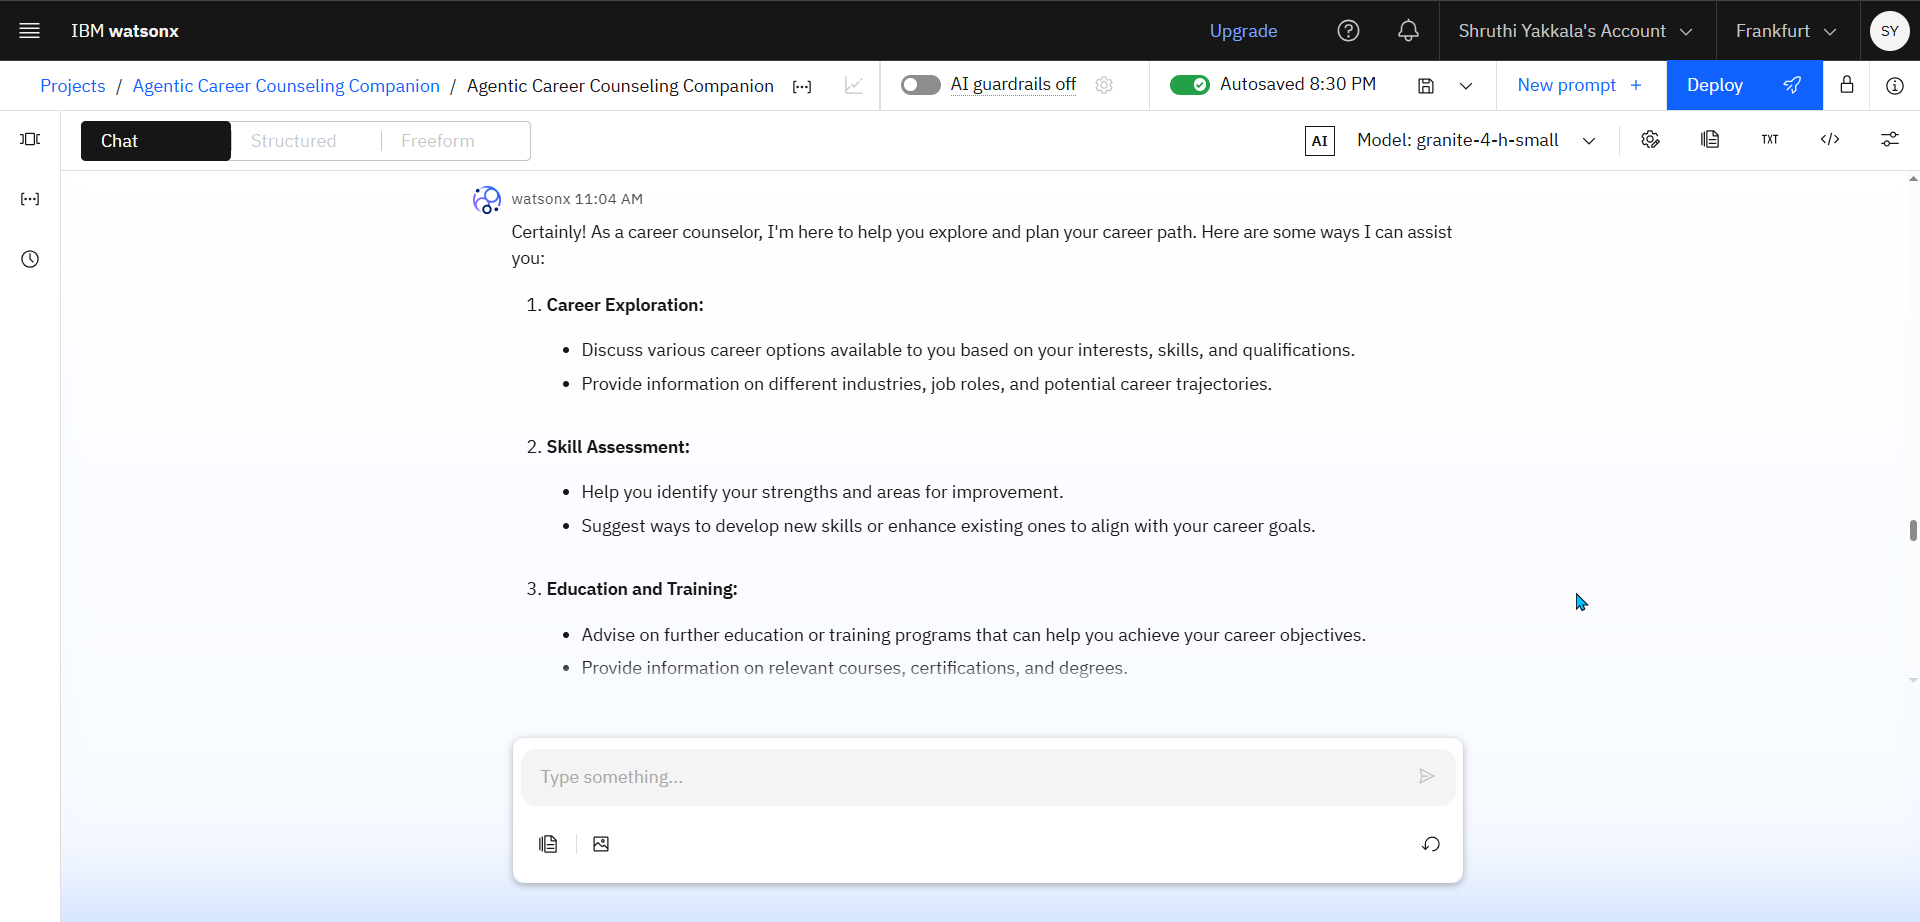 IBM watsonx
Upgrade
Shruthi Yakkala's Account
Frankfurt
SY
Projects / Agentic Career Counseling Companion / Agentic Career Counseling Companion
AI guardrails off
Autosaved 8:30 PM
New prompt +
Deploy
Chat
Structured
Freeform
AI
Model: granite-4-h-small
TXT
watsonx 11:04 AM
Certainly! As a career counselor, I'm here to help you explore and plan your career path. Here are some ways I can assist
you:
1. Career Exploration:
• Discuss various career options available to you based on your interests, skills, and qualifications.
• Provide information on different industries, job roles, and potential career trajectories.
2. Skill Assessment:
• Help you identify your strengths and areas for improvement.
• Suggest ways to develop new skills or enhance existing ones to align with your career goals.
3. Education and Training:
• Advise on further education or training programs that can help you achieve your career objectives.
• Provide information on relevant courses, certifications, and degrees.
Type something...